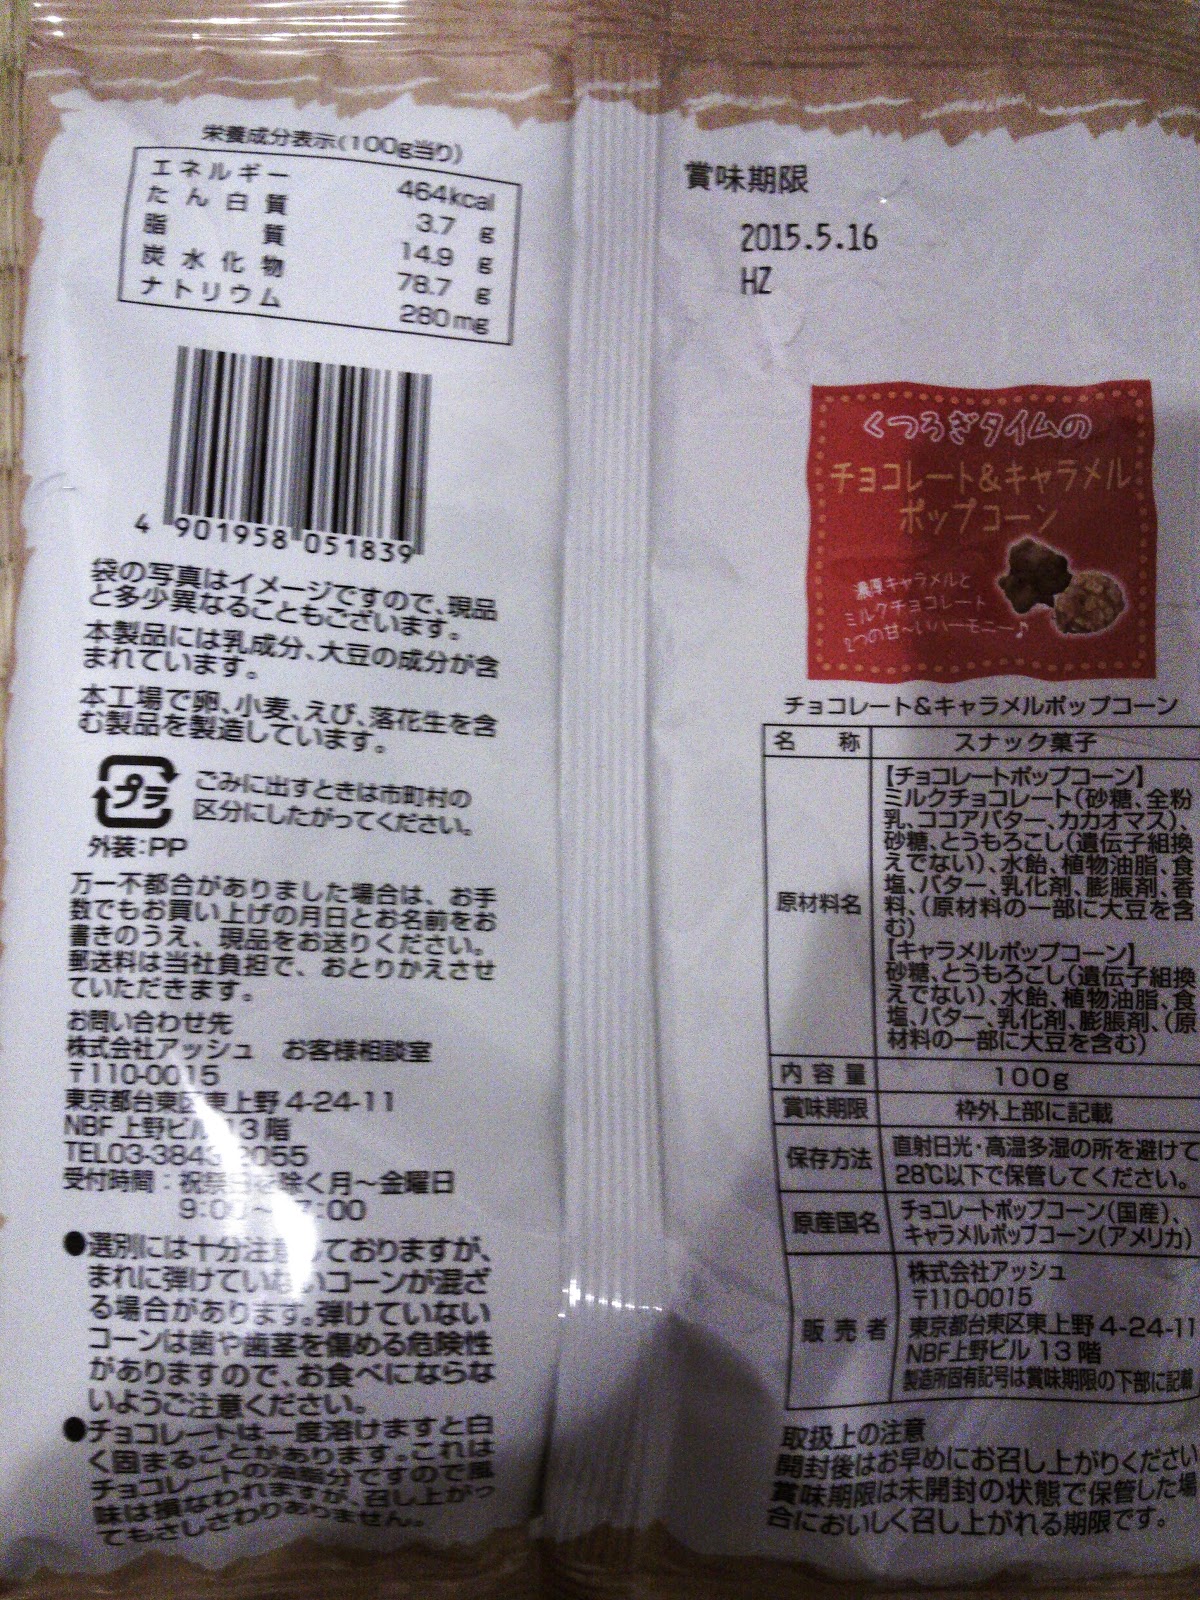 栄養成分表示(100g当り)
エネルギー 464kcal
たん白質 3.7 g
脂質 14.9 g
炭水化物 78.7 g
ナトリウム 280mg
4 901958 051839
袋の写真はイメージですので、現品
と多少異なることもございます。
本製品には乳成分、大豆の成分が含
まれています。
本工場で卵、小麦、えび、落花生を含
む製品を製造しています。
プラ
ごみに出すときは市町村の
区分にしたがってください。
外装:PP
万一不都合がありました場合は、お手
数でもお買い上げの月日とお名前をお
書きのうえ、現品をお送りください。
郵送料は当社負担で、おとりかえさせ
ていただきます。
お問い合わせ先
株式会社アッシュ お客様相談室
〒110-0015
東京都台東区東上野 4-24-11
NBF 上野ビル 13階
TEL03-3843-2055
受付時間:祝祭日を除く月〜金曜日
9:00〜17:00
●選別には十分注意しておりますが、
まれに弾けていないコーンが混ざ
る場合があります。弾けていない
コーンは歯や歯茎を傷める危険性
がありますので、お食べにならな
いようご注意ください。
●チョコレートは一度溶けますと白
く固まることがあります。これは
チョコレートの油脂分ですので風
味は損なわれますが、召し上がっ
てもさしさわりありません。
賞味期限
2015.5.16
HZ
くつろぎタイムの
チョコレート&キャラメル
ポップコーン
濃厚キャラメルと
ミルクチョコレート
2つの甘〜いハーモニー♪
チョコレート&キャラメルポップコーン
名称 スナック菓子
原材料名
【チョコレートポップコーン】
ミルクチョコレート(砂糖、全粉
乳、ココアバター、カカオマス)、
砂糖、とうもろこし(遺伝子組換
えでない)、水飴、植物油脂、食
塩、バター、乳化剤、膨脹剤、香
料、(原材料の一部に大豆を含
む)
【キャラメルポップコーン】
砂糖、とうもろこし(遺伝子組換
えでない)、水飴、植物油脂、食
塩、バター、乳化剤、膨脹剤、(原
材料の一部に大豆を含む)
内容量 100g
賞味期限 枠外上部に記載
保存方法 直射日光・高温多湿の所を避けて
28℃以下で保管してください。
原産国名 チョコレートポップコーン(国産)、
キャラメルポップコーン(アメリカ)
販売者
株式会社アッシュ
〒110-0015
東京都台東区東上野 4-24-11
NBF上野ビル 13階
製造所固有記号は賞味期限の下部に記載
取扱上の注意
開封後はお早めにお召し上がりください
賞味期限は未開封の状態で保管した場
合においしく召し上がれる期限です。